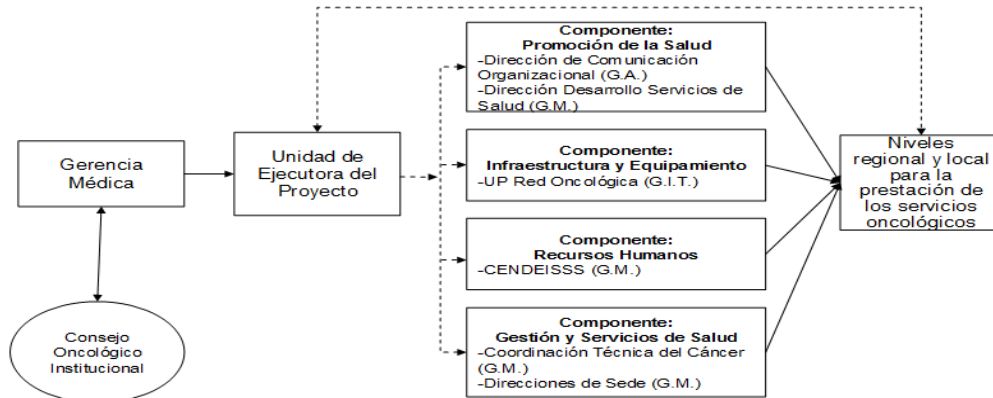 Gerencia
Médica
Consejo
Oncológico
Institucional
Unidad de
Ejecutora del
Proyecto
Componente:
Promoción de la Salud
-Dirección de Comunicación
Organizacional (G.A.)
-Dirección Desarrollo Servicios de
Salud (G.M.)
Componente:
Infraestructura y Equipamiento
-UP Red Oncológica (G.I.T.)
Componente:
Recursos Humanos
-CENDEISSS (G.M.)
Componente:
Gestión y Servicios de Salud
-Coordinación Técnica del Cáncer
(G.M.)
-Direcciones de Sede (G.M.)
Niveles
regional y local
para la
prestación de
los servicios
oncológicos